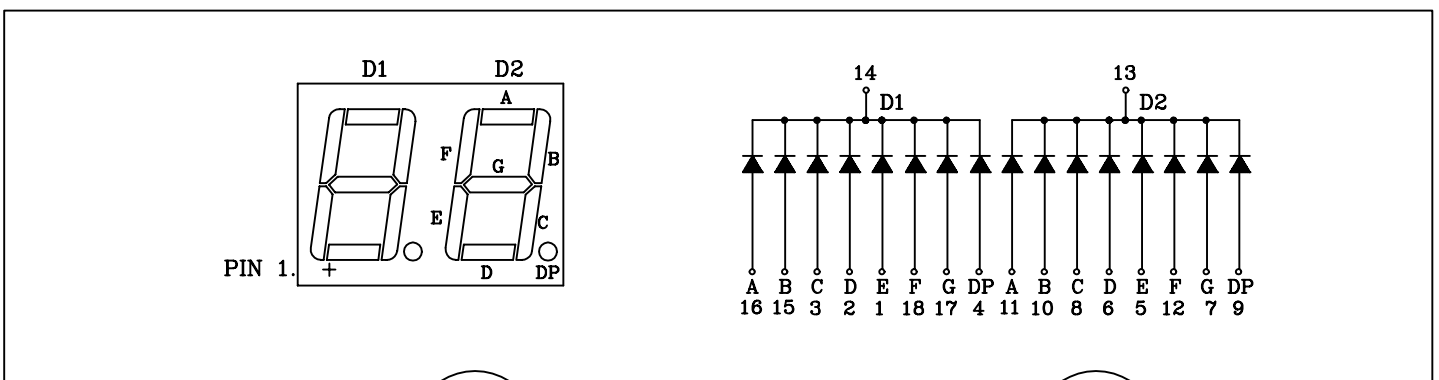 D1 D2
A
F G B
E C
D DP
PIN 1. +
14 13
D1 D2
A B C D E F G DP A B C D E F G DP
16 15 3 2 1 18 17 4 11 10 8 6 5 12 7 9